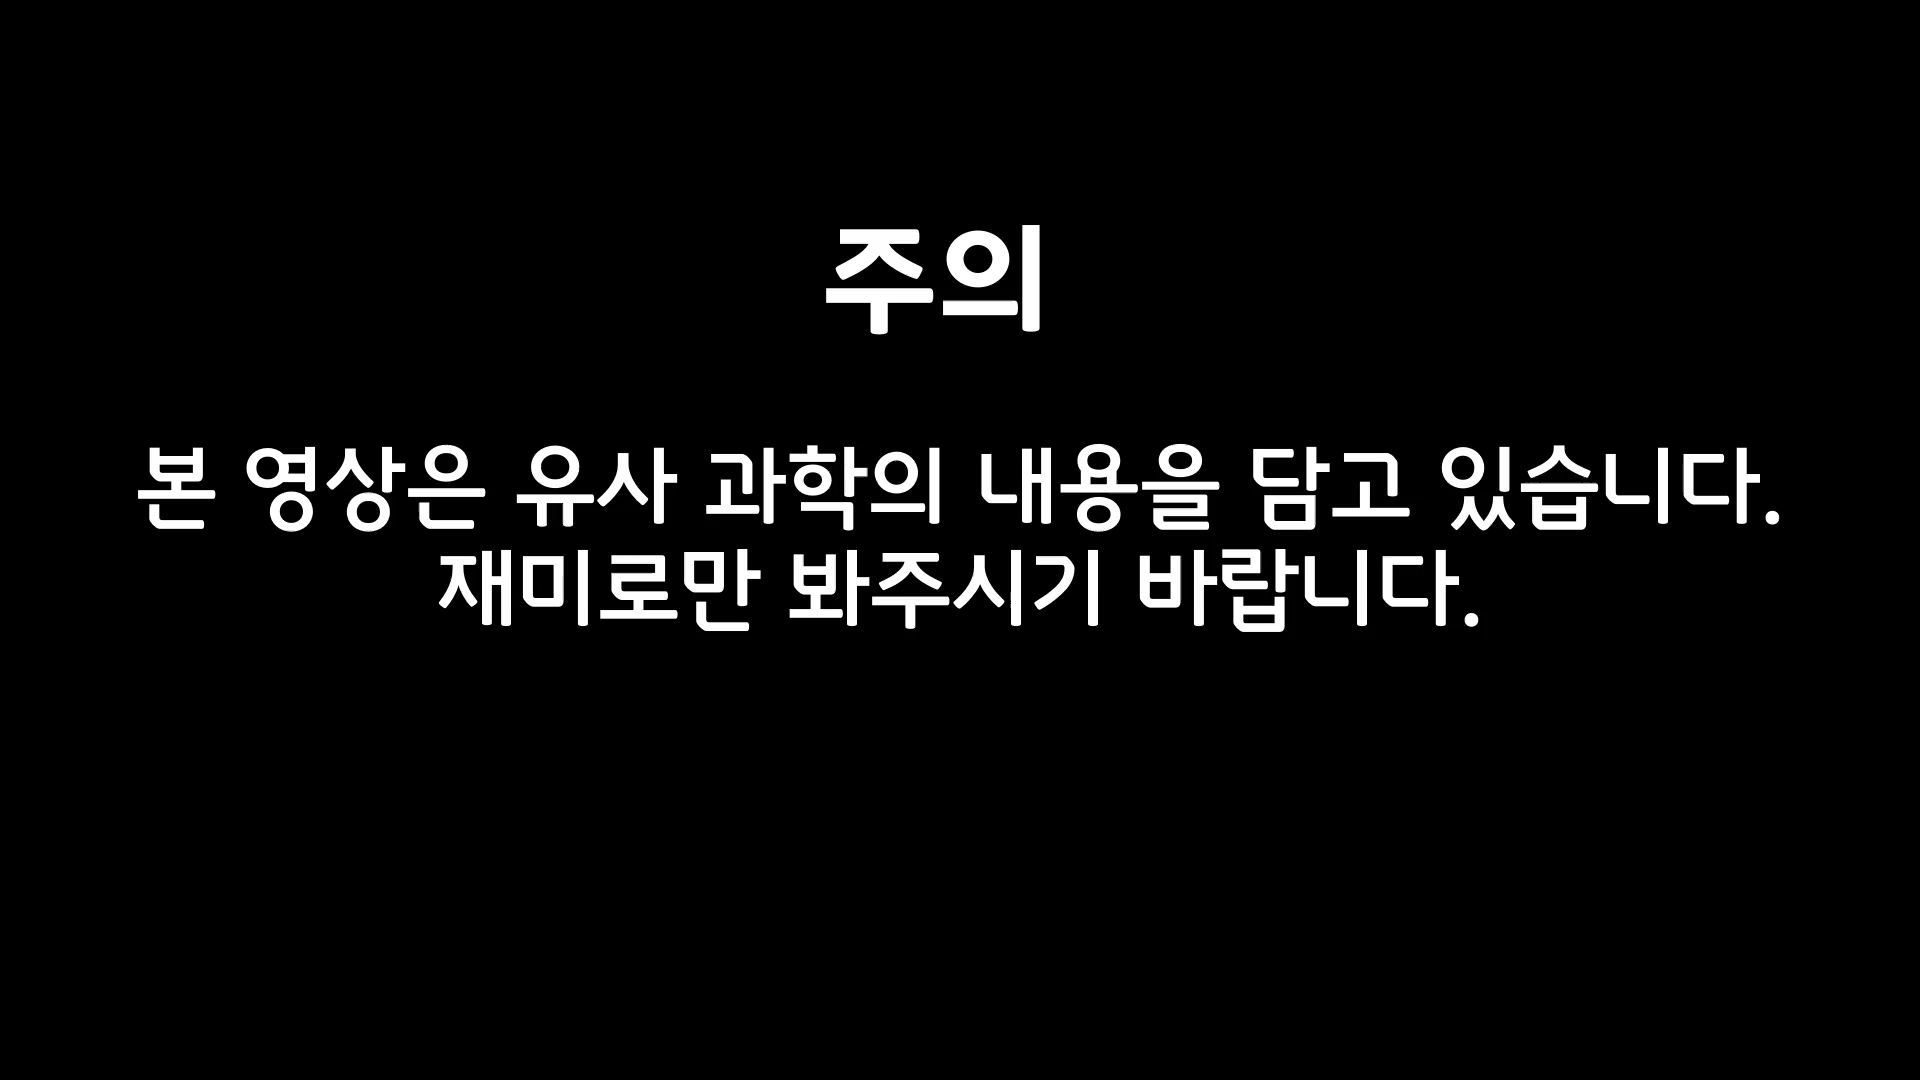 주의
본 영상은 유사 과학의 내용을 담고 있습니다.
재미로만 봐주시기 바랍니다.